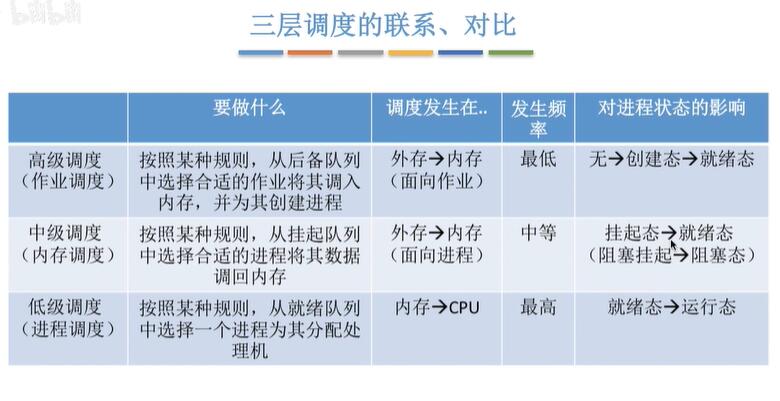 bilibili
三层调度的联系、对比
要做什么
调度发生在..
发生频
率
对进程状态的影响
高级调度
（作业调度）
按照某种规则，从后备队列
中选择合适的作业将其调入
内存，并为其创建进程
外存→内存
（面向作业）
最低
无→创建态→就绪态
中级调度
（内存调度）
按照某种规则，从挂起队列
中选择合适的进程将其数据
调回内存
外存→内存
（面向进程）
中等
挂起态→就绪态
（阻塞挂起→阻塞态）
低级调度
（进程调度）
按照某种规则，从就绪队列
中选择一个进程为其分配处
理机
内存→CPU
最高
就绪态→运行态